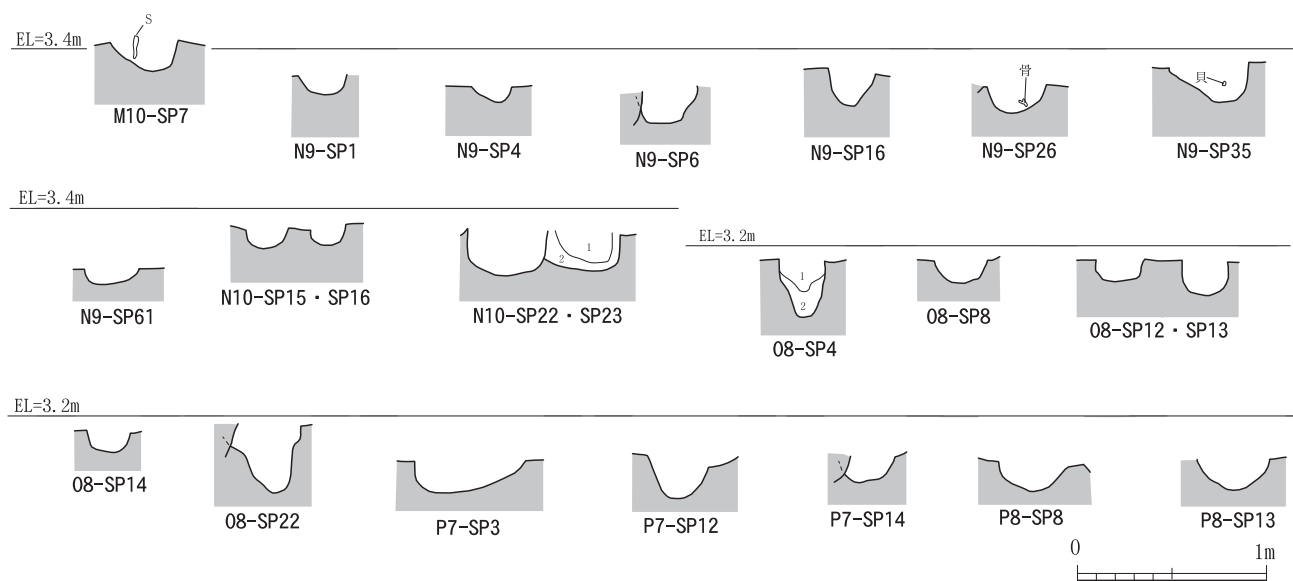 S
EL=3.4m
骨
貝
M10-SP7
N9-SP1
N9-SP4
N9-SP6
N9-SP16
N9-SP26
N9-SP35
EL=3.4m
1
2
EL=3.2m
1
2
N9-SP61
N10-SP15・SP16
N10-SP22・SP23
O8-SP4
O8-SP8
O8-SP12・SP13
EL=3.2m
O8-SP14
O8-SP22
P7-SP3
P7-SP12
P7-SP14
P8-SP8
P8-SP13
0
1m